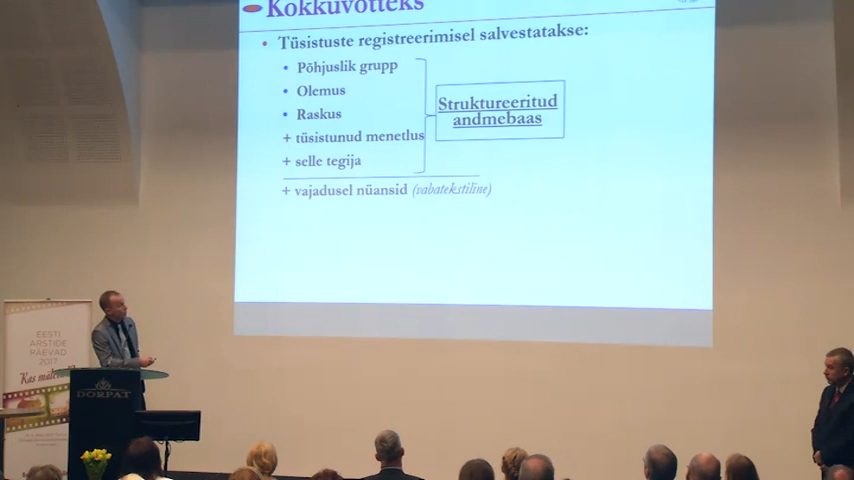 Kokkuvõtteks
• Tüsistuste registreerimisel salvestatakse:
• Põhjuslik grupp
• Olemus
• Raskus
+ tüsistunud menetlus
+ selle tegija
Struktureeritud
andmebaas
+ vajadusel nüansid (vabatekstiline)
EESTI
ARSTIDE
PÄEVAD
2017
Kas
DORPAT